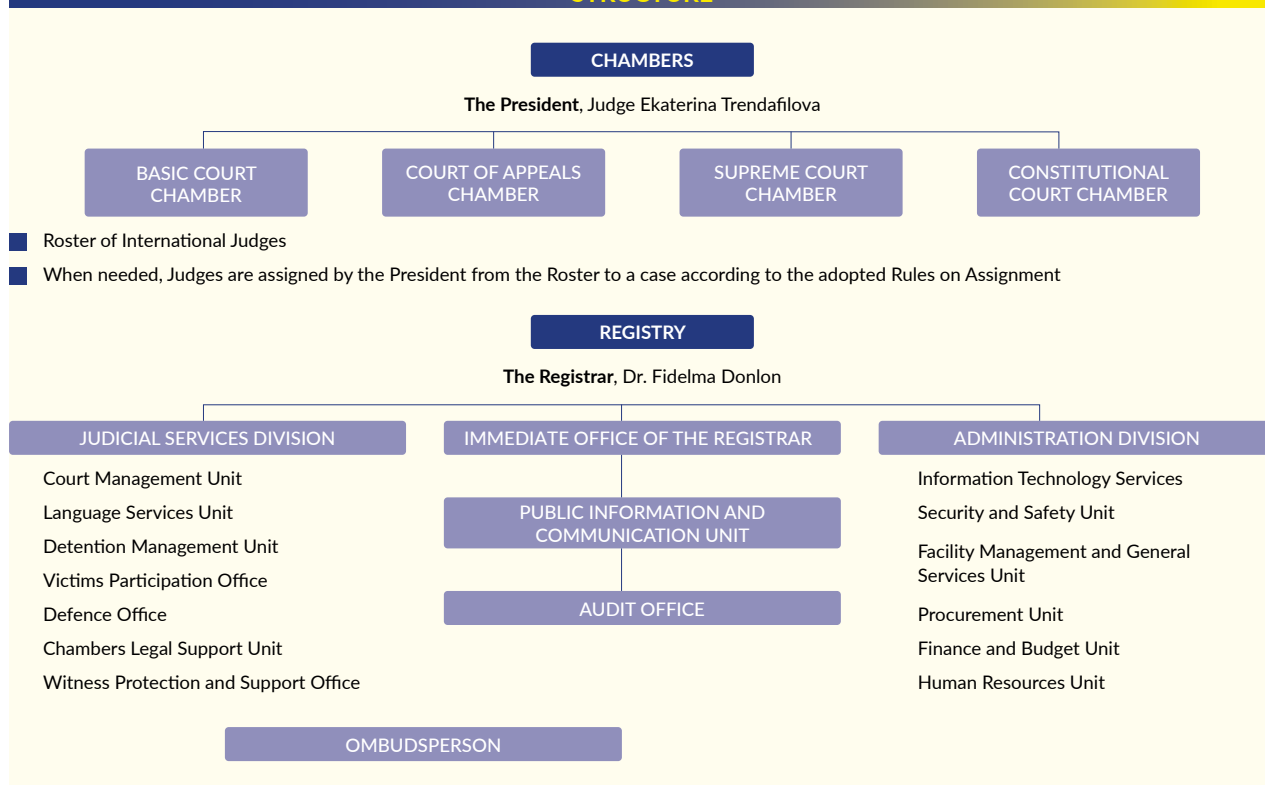 STRUCTURE
CHAMBERS
The President, Judge Ekaterina Trendafilova
BASIC COURT
CHAMBER
COURT OF APPEALS
CHAMBER
SUPREME COURT
CHAMBER
CONSTITUTIONAL
COURT CHAMBER
Roster of International Judges
When needed, Judges are assigned by the President from the Roster to a case according to the adopted Rules on Assignment
REGISTRY
The Registrar, Dr. Fidelma Donlon
JUDICIAL SERVICES DIVISION
Court Management Unit
Language Services Unit
Detention Management Unit
Victims Participation Office
Defence Office
Chambers Legal Support Unit
Witness Protection and Support Office
IMMEDIATE OFFICE OF THE REGISTRAR
PUBLIC INFORMATION AND
COMMUNICATION UNIT
AUDIT OFFICE
ADMINISTRATION DIVISION
Information Technology Services
Security and Safety Unit
Facility Management and General
Services Unit
Procurement Unit
Finance and Budget Unit
Human Resources Unit
OMBUDSPERSON